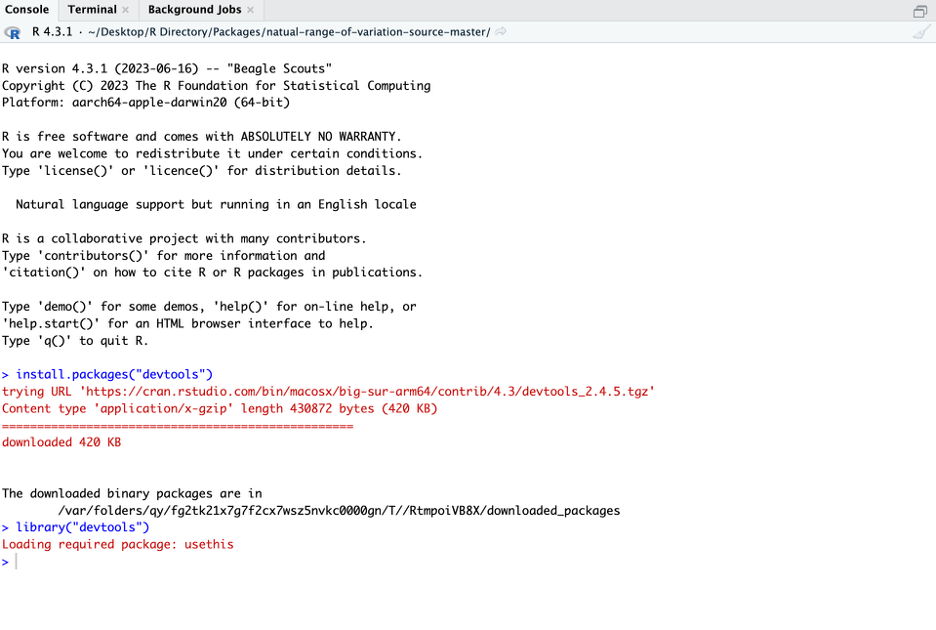 Console Terminal × Background Jobs ×
R 4.3.1 · ~/Desktop/R Directory/Packages/natual-range-of-variation-source-master/
R version 4.3.1 (2023-06-16) -- "Beagle Scouts"
Copyright (C) 2023 The R Foundation for Statistical Computing
Platform: aarch64-apple-darwin20 (64-bit)
R is free software and comes with ABSOLUTELY NO WARRANTY.
You are welcome to redistribute it under certain conditions.
Type 'license()' or 'licence()' for distribution details.
Natural language support but running in an English locale
R is a collaborative project with many contributors.
Type 'contributors()' for more information and
'citation()' on how to cite R or R packages in publications.
Type 'demo()' for some demos, 'help()' for on-line help, or
'help.start()' for an HTML browser interface to help.
Type 'q()' to quit R.
> install.packages("devtools")
trying URL 'https://cran.rstudio.com/bin/macosx/big-sur-arm64/contrib/4.3/devtools_2.4.5.tgz'
Content type 'application/x-gzip' length 430872 bytes (420 KB)
==================================================
downloaded 420 KB
The downloaded binary packages are in
/var/folders/qy/fg2tk21x7g7f2cx7wsz5nvkc0000gn/T//RtmpoiVB8X/downloaded_packages
> library("devtools")
Loading required package: usethis
>